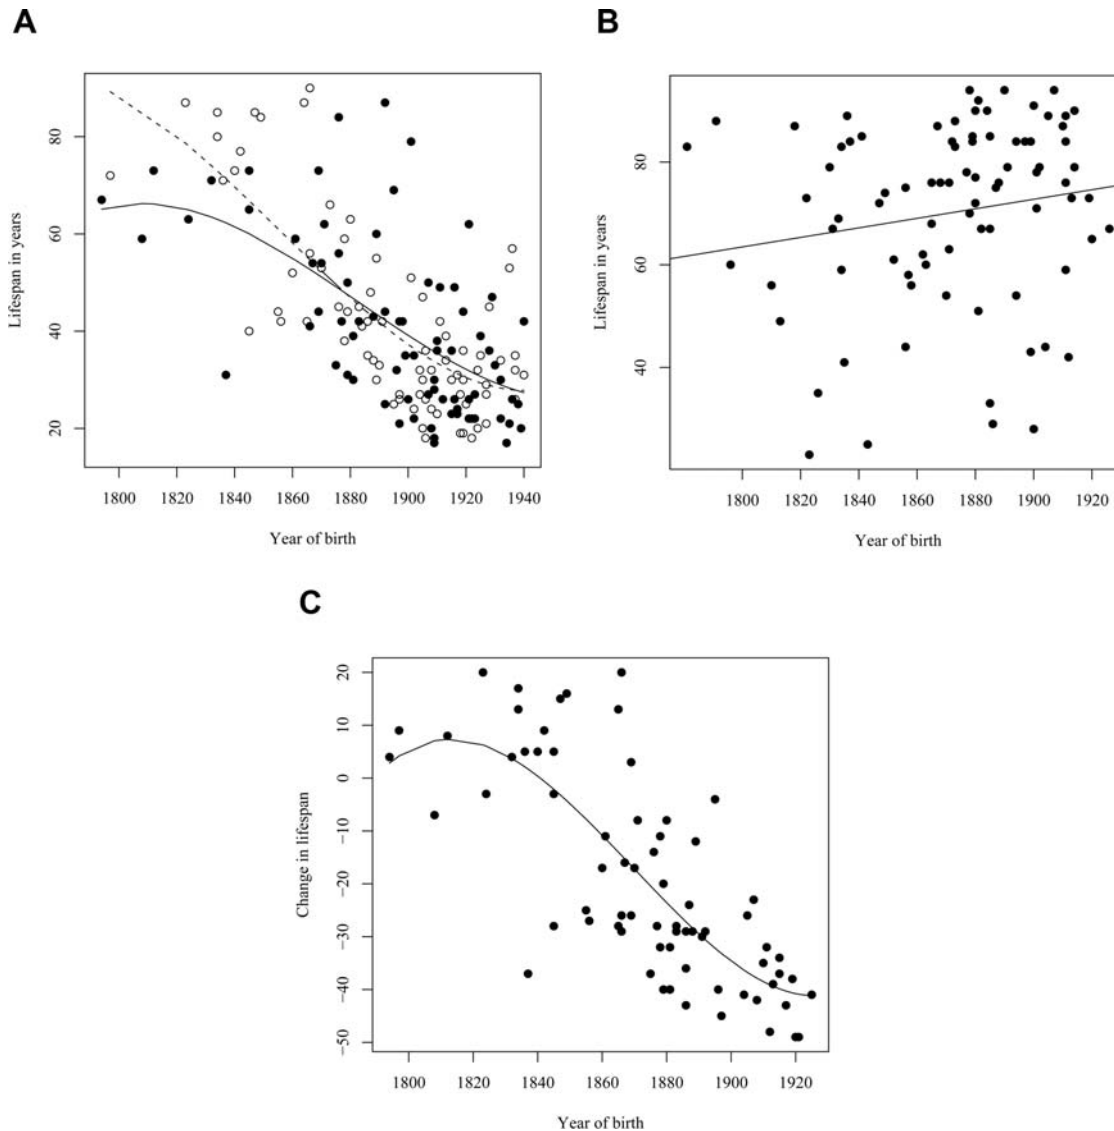 A
B
Lifespan in years
80
60
40
20
1800 1820 1840 1860 1880 1900 1920 1940
Year of birth
Lifespan in years
80
60
40
1800 1820 1840 1860 1880 1900 1920
Year of birth
C
Change in lifespan
20
10
0
−10
−20
−30
−40
−50
1800 1820 1840 1860 1880 1900 1920
Year of birth